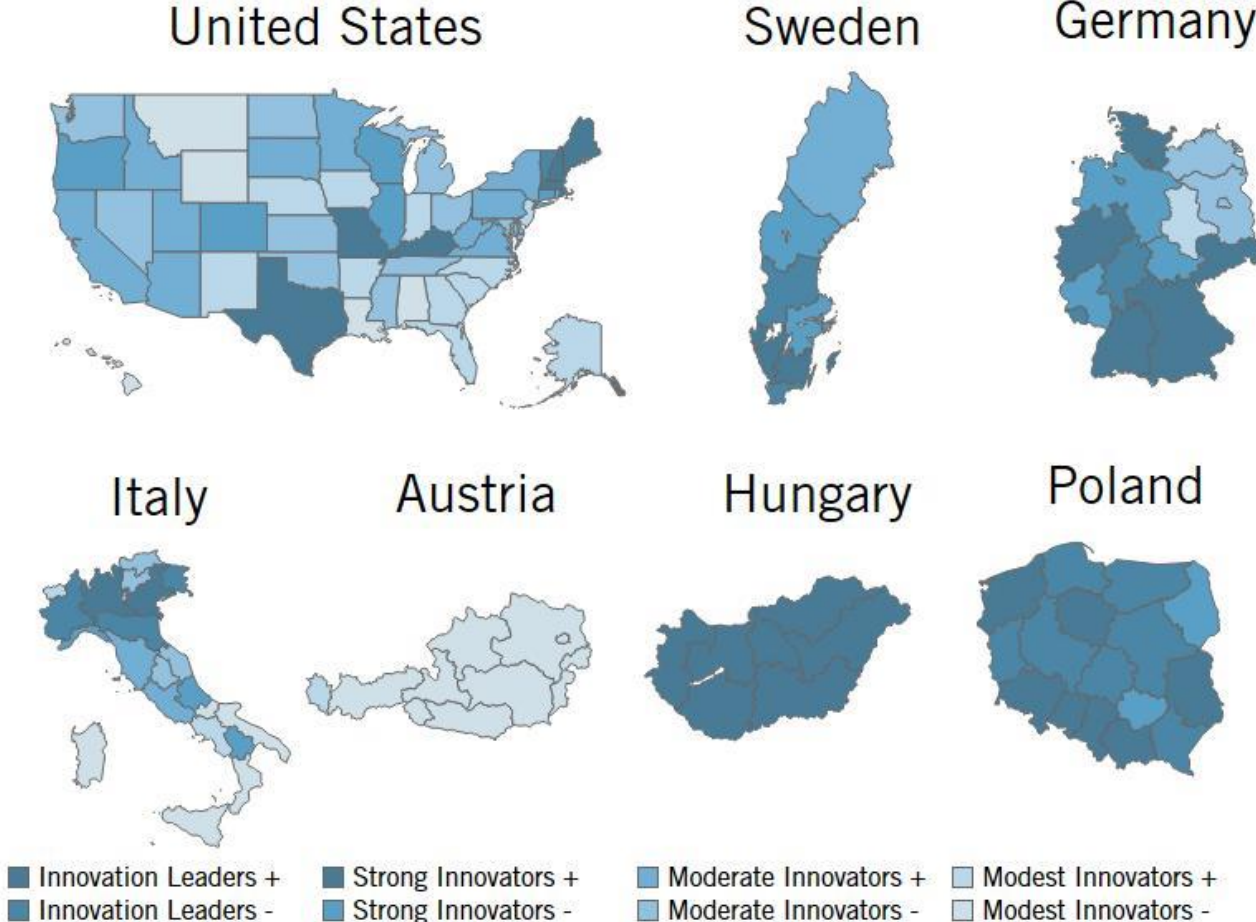 United States
Sweden
Germany
Italy
Austria
Hungary
Poland
Innovation Leaders +
Strong Innovators +
Moderate Innovators +
Modest Innovators +
Innovation Leaders -
Strong Innovators -
Moderate Innovators -
Modest Innovators -